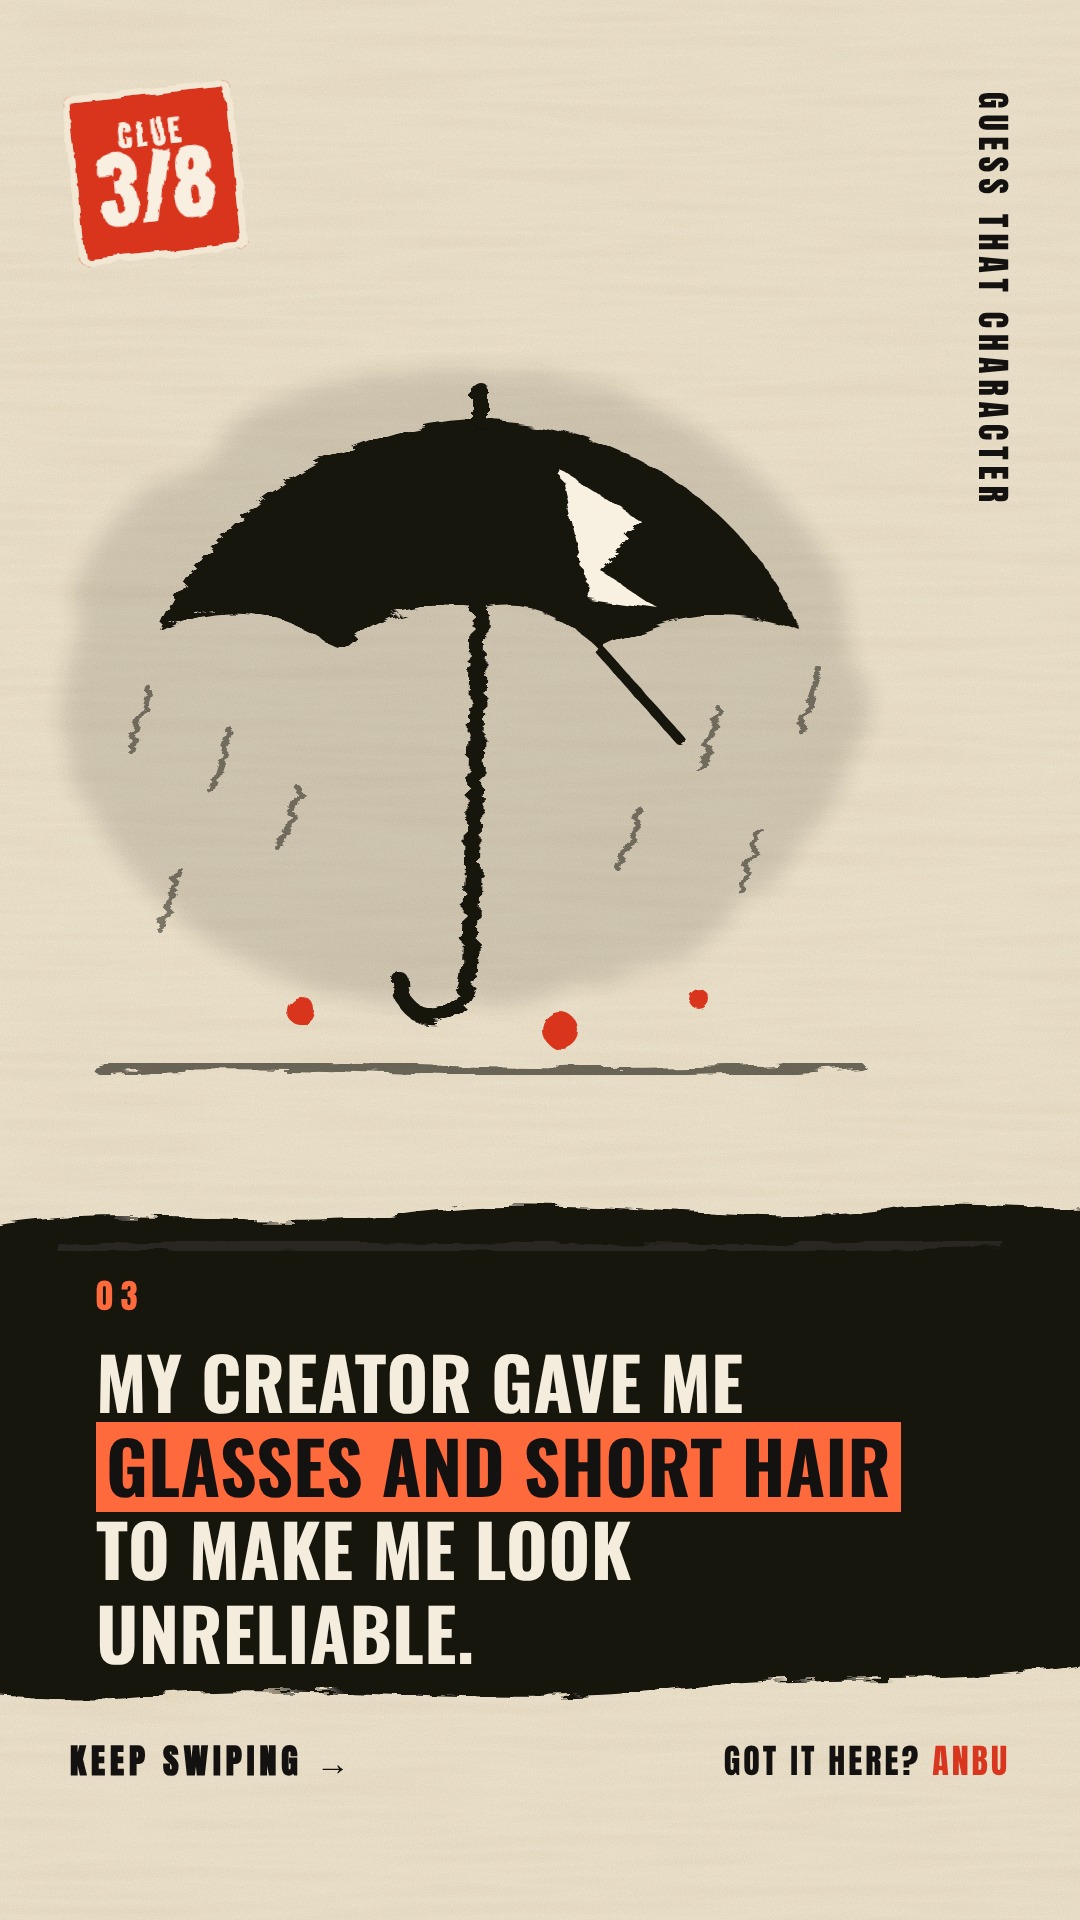 CLUE
3/8
GUESS THAT CHARACTER
03
MY CREATOR GAVE ME
GLASSES AND SHORT HAIR
TO MAKE ME LOOK
UNRELIABLE.
KEEP SWIPING →
GOT IT HERE? ANBU